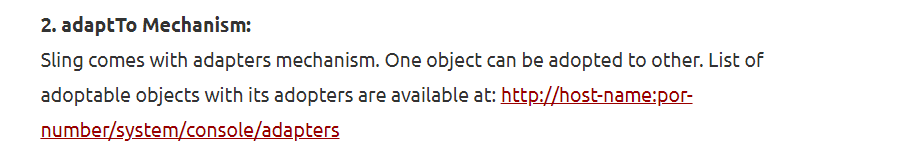 2. adaptTo Mechanism:
Sling comes with adapters mechanism. One object can be adopted to other. List of
adoptable objects with its adopters are available at: http://host-name:por-
number/system/console/adapters